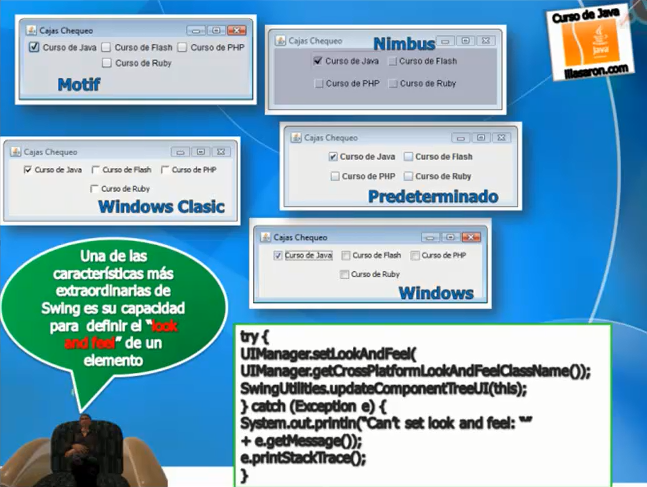 Cajas Chequeo
Curso de Java Curso de Flash Curso de PHP
Curso de Ruby
Motif
Cajas Chequeo
Nimbus
Curso de Java Curso de Flash
Curso de PHP Curso de Ruby
Curso de Java
Java
illasaron.com
Cajas Chequeo
Curso de Java Curso de Flash Curso de PHP
Curso de Ruby
Windows Clasic
Cajas Chequeo
Curso de Java Curso de Flash
Curso de PHP Curso de Ruby
Predeterminado
Cajas Chequeo
Curso de Java Curso de Flash Curso de PHP
Curso de Ruby
Windows
Una de las
características más
extraordinarias de
Swing es su capacidad
para definir el “look
and feel” de un
elemento
try {
UIManager.setLookAndFeel(
UIManager.getCrossPlatformLookAndFeelClassName());
SwingUtilities.updateComponentTreeUI(this);
} catch (Exception e) {
System.out.println(“Can’t set look and feel: “”
+ e.getMessage());
e.printStackTrace();
}